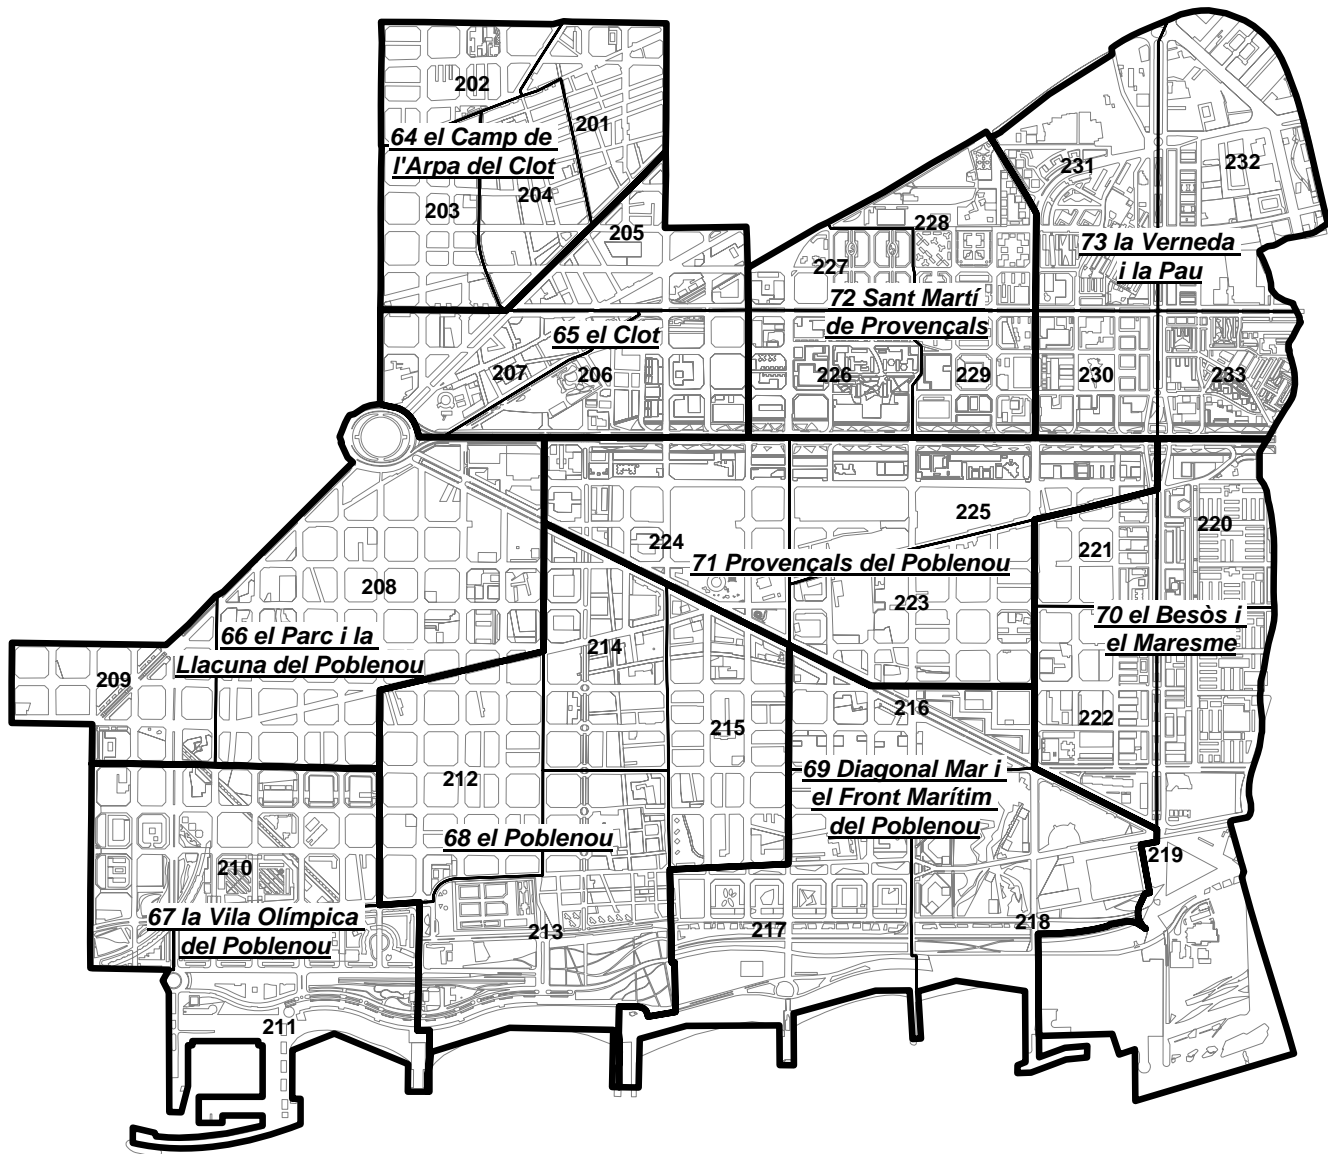 202
201
64 el Camp de
l'Arpa del Clot
204
203
205
231
232
228
73 la Verneda
i la Pau
227
72 Sant Martí
de Provençals
65 el Clot
207
206
226
229
230
233
225
220
224
221
71 Provençals del Poblenou
208
223
70 el Besòs i
el Maresme
66 el Parc i la
Llacuna del Poblenou
214
209
216
222
215
212
69 Diagonal Mar i
el Front Marítim
del Poblenou
68 el Poblenou
219
210
67 la Vila Olímpica
del Poblenou
213
217
218
211